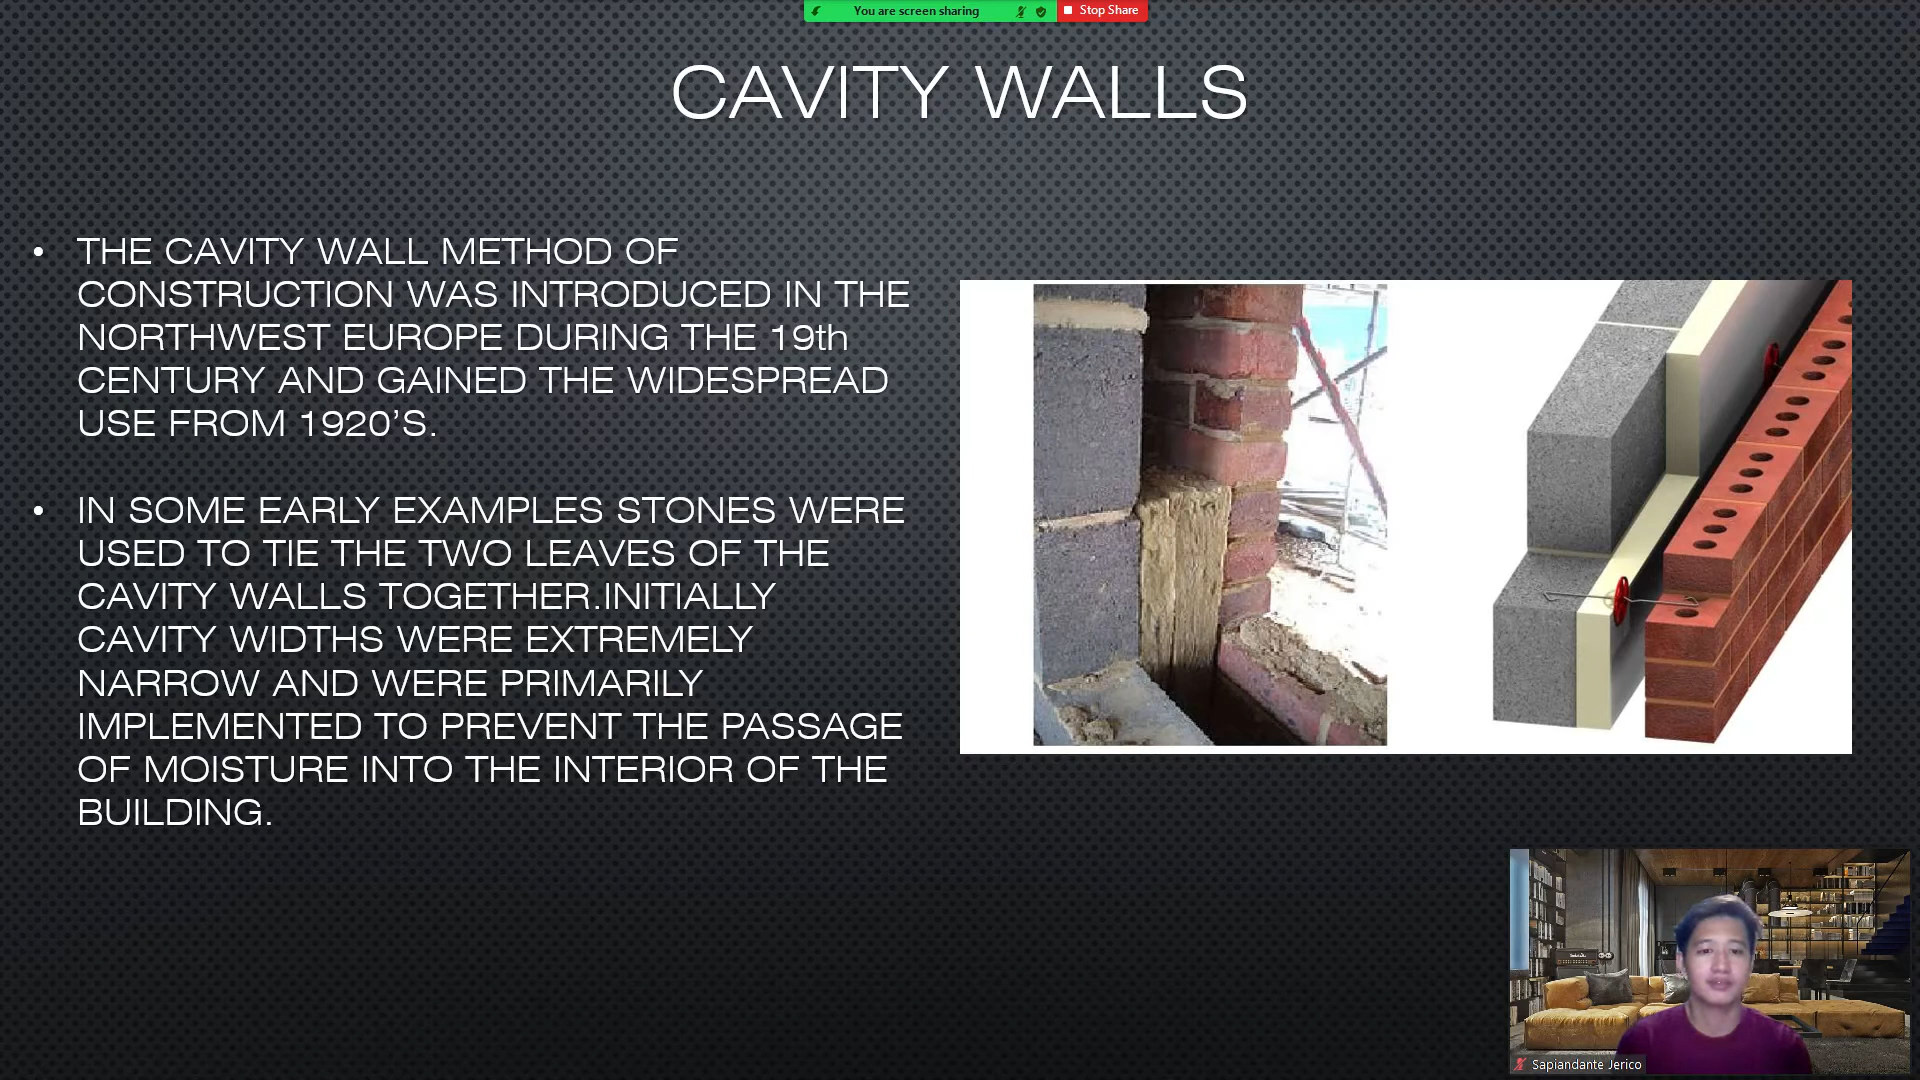 You are screen sharing
Stop Share
CAVITY WALLS
• THE CAVITY WALL METHOD OF
CONSTRUCTION WAS INTRODUCED IN THE
NORTHWEST EUROPE DURING THE 19th
CENTURY AND GAINED THE WIDESPREAD
USE FROM 1920’S.
• IN SOME EARLY EXAMPLES STONES WERE
USED TO TIE THE TWO LEAVES OF THE
CAVITY WALLS TOGETHER.INITIALLY
CAVITY WIDTHS WERE EXTREMELY
NARROW AND WERE PRIMARILY
IMPLEMENTED TO PREVENT THE PASSAGE
OF MOISTURE INTO THE INTERIOR OF THE
BUILDING.
Sapiandante Jerico